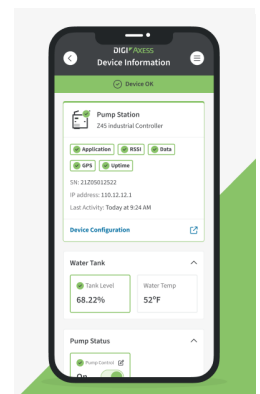 DIGI AXESS
Device Information
Device OK
Pump Station
Z45 industrial Controller
Application
RSSI
Data
GPS
Uptime
SN: 21Z05012522
IP address: 110.12.12.1
Last Activity: Today at 9:24 AM
Device Configuration
Water Tank
Tank Level
Water Temp
68.22%
52°F
Pump Status
Pump Control
On